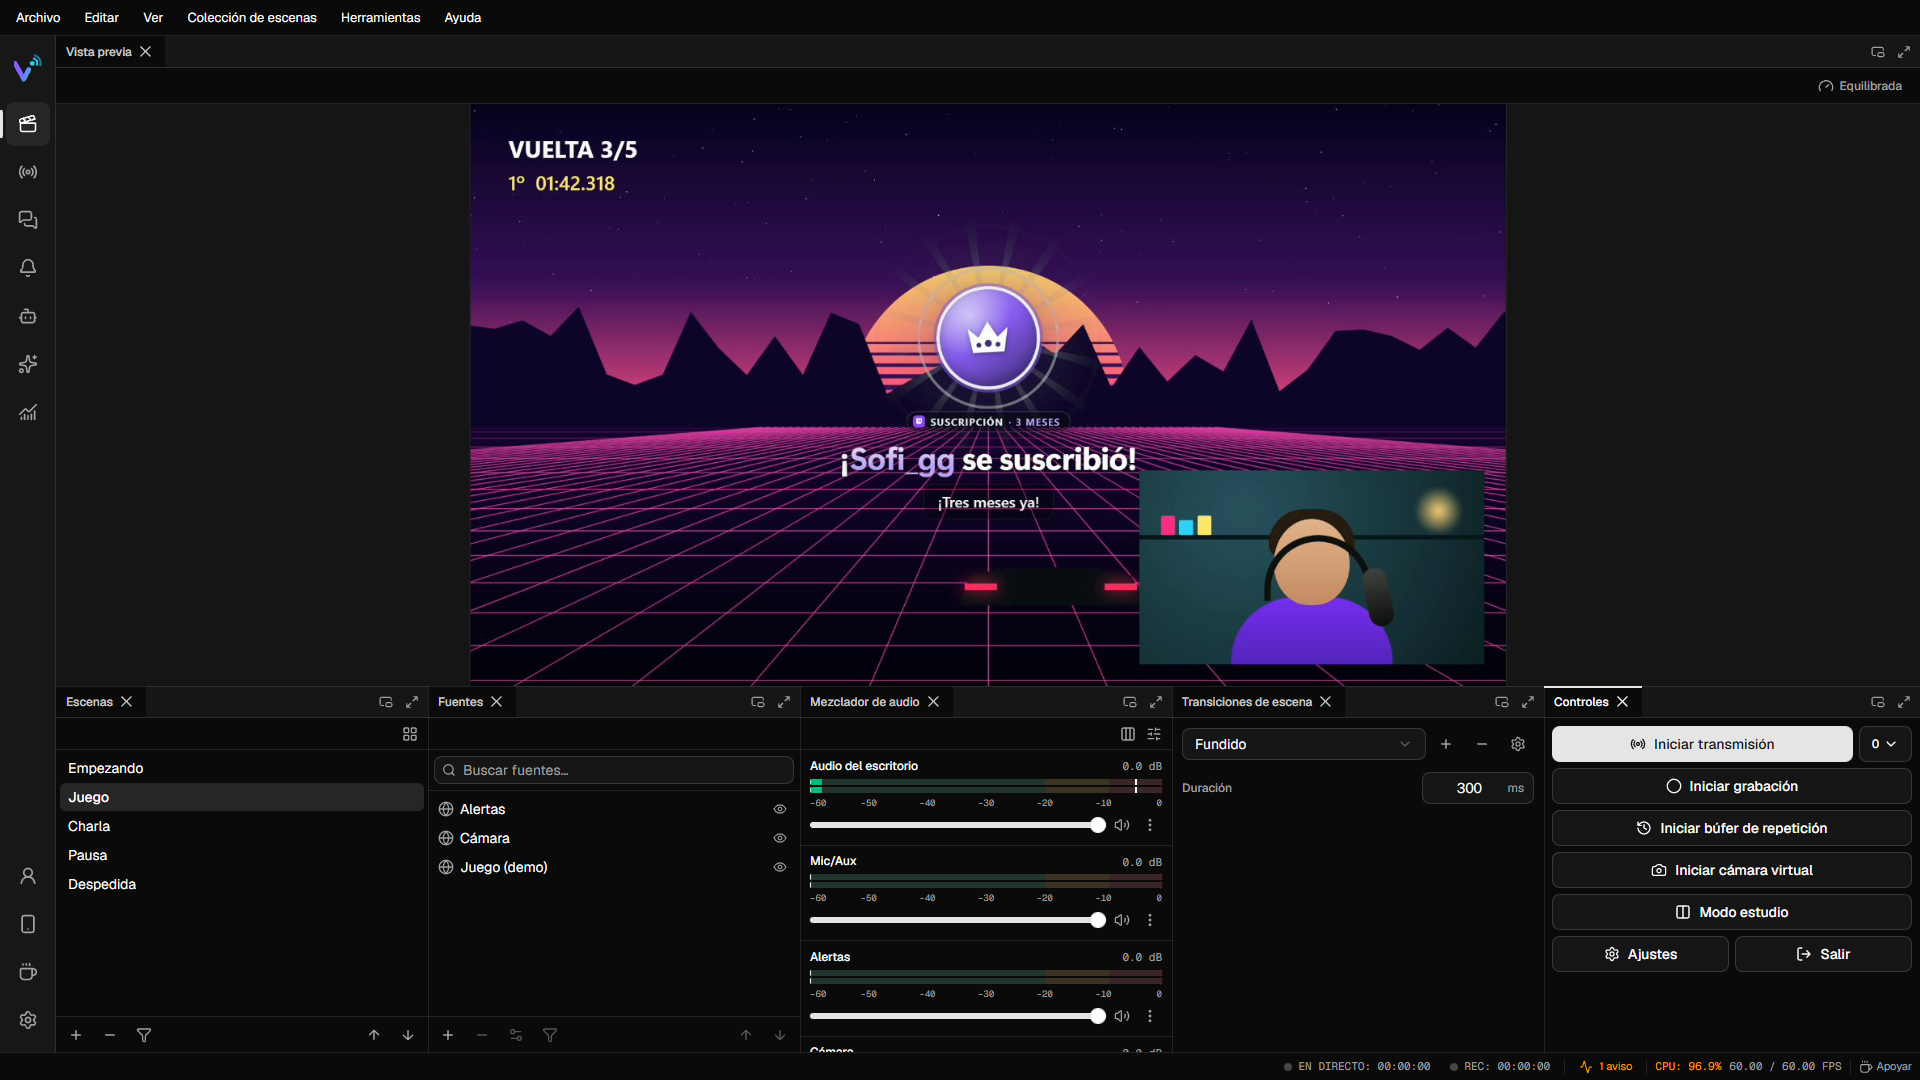 Archivo Editar Ver Colección de escenas Herramientas Ayuda
Vista previa
Equilibrada
VUELTA 3/5
1º 01:42.318
SUSCRIPCIÓN · 3 MESES
¡Sofi_gg se suscribió!
¡Tres meses ya!
Escenas
Empezando
Juego
Charla
Pausa
Despedida
Fuentes
Buscar fuentes...
Alertas
Cámara
Juego (demo)
Mezclador de audio
Audio del escritorio 0.0 dB
-60 -50 -40 -30 -20 -10 0
Mic/Aux 0.0 dB
-60 -50 -40 -30 -20 -10 0
Alertas 0.0 dB
-60 -50 -40 -30 -20 -10 0
Cámara 0.0 dB
Transiciones de escena
Fundido
Duración 300 ms
Controles
Iniciar transmisión 0
Iniciar grabación
Iniciar búfer de repetición
Iniciar cámara virtual
Modo estudio
Ajustes Salir
EN DIRECTO: 00:00:00 REC: 00:00:00 1 aviso CPU: 96.9% 60.00 / 60.00 FPS Apoyar